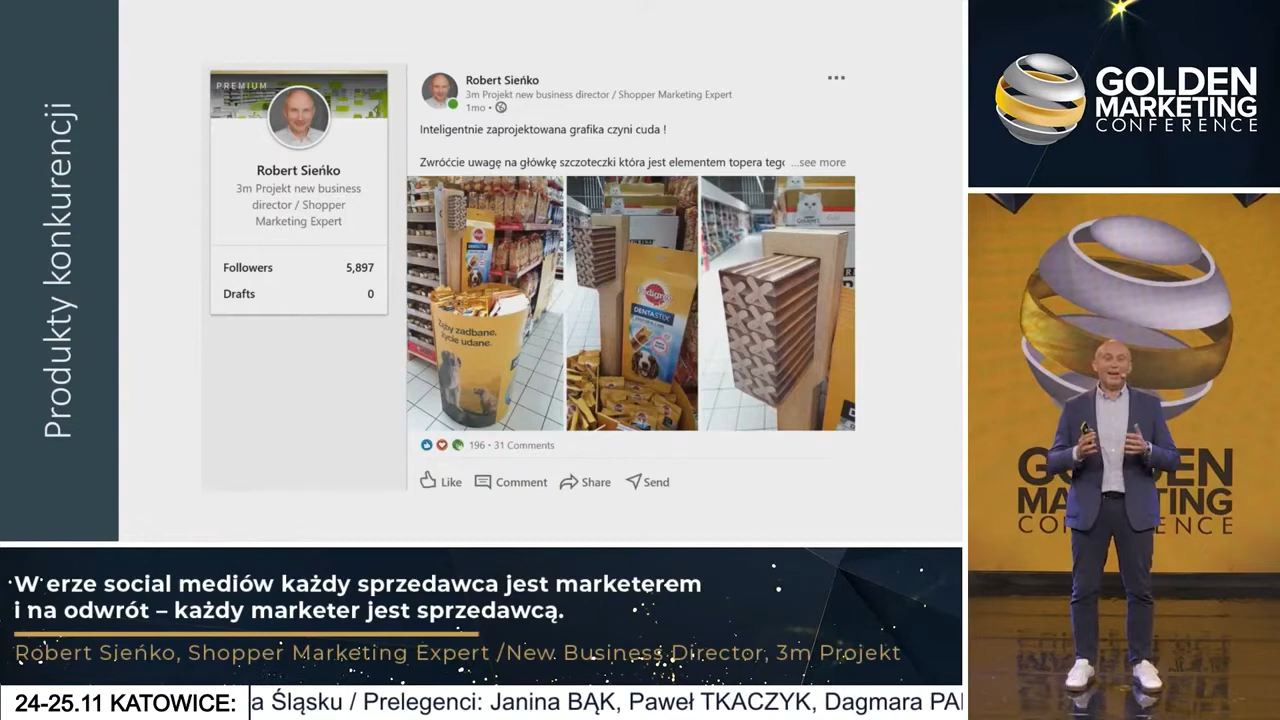 Produkty konkurencji
PREMIUM
Robert Sieńko
3m Projekt new business
director / Shopper
Marketing Expert
Followers 5,897
Drafts 0
Robert Sieńko
3m Projekt new business director / Shopper Marketing Expert
1mo •
Inteligentnie zaprojektowana grafika czyni cuda !
Zwróćcie uwagę na główkę szczoteczki która jest elementem topera tego ...see more
Zęby zadbane,
życie udane.
Pedigree
DENTASTIX
PURINA
GOURMET
196 • 31 Comments
Like Comment Share Send
GOLDEN
MARKETING
CONFERENCE
GOLDEN
MARKETING
CONFERENCE
W erze social mediów każdy sprzedawca jest marketerem
i na odwrót – każdy marketer jest sprzedawcą.
Robert Sieńko, Shopper Marketing Expert /New Business Director, 3m Projekt
24-25.11 KATOWICE: a Śląsku / Prelegenci: Janina BĄK, Paweł TKACZYK, Dagmara PA